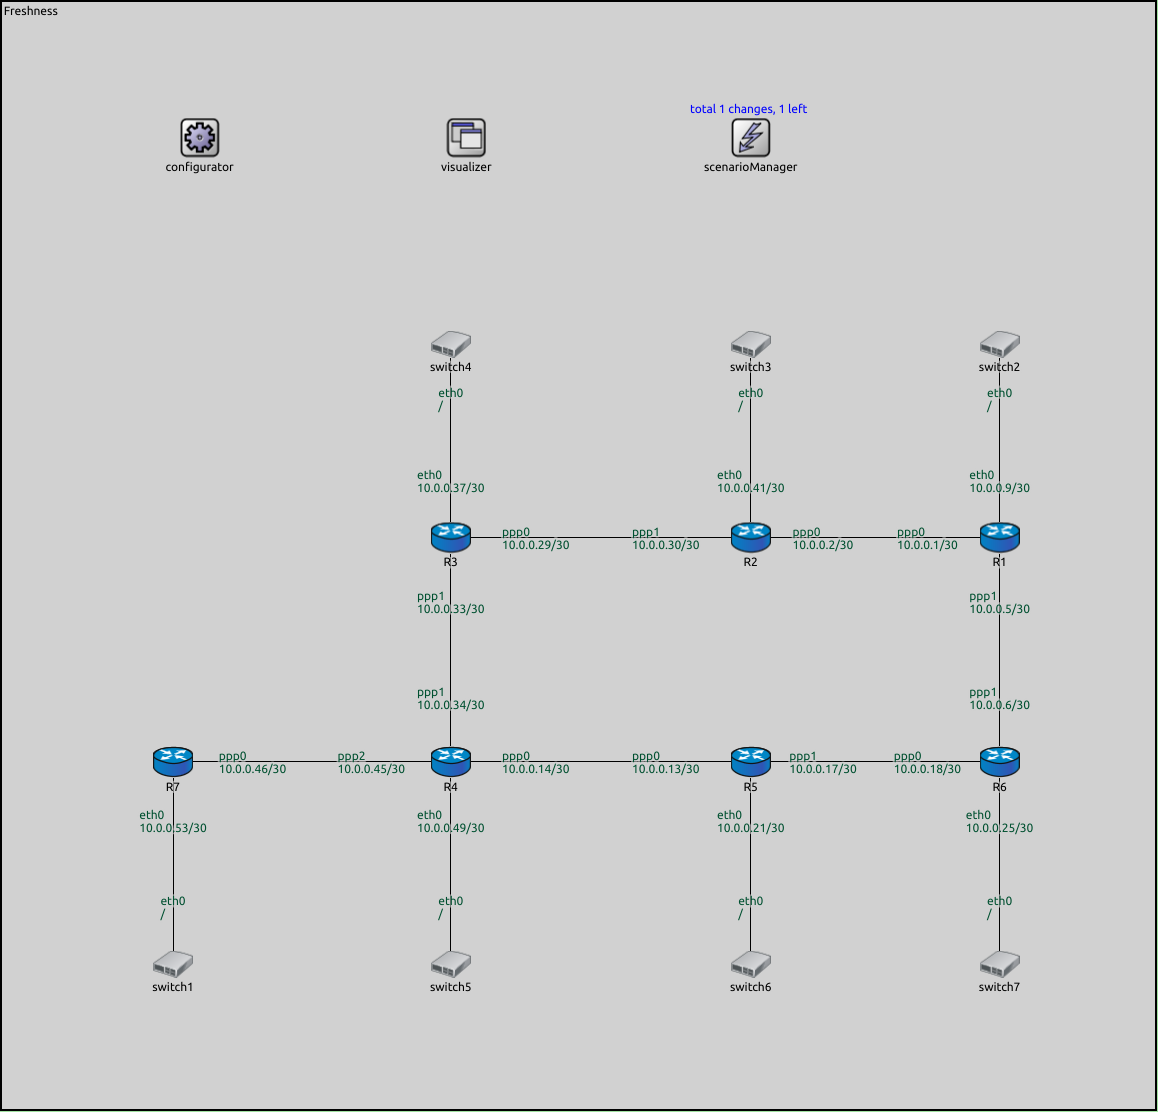 Freshness
total 1 changes, 1 left
configurator
visualizer
scenarioManager
switch4
switch3
switch2
eth0
/
eth0
/
eth0
/
eth0
10.0.0.37/30
eth0
10.0.0.41/30
eth0
10.0.0.9/30
ppp0
10.0.0.29/30
ppp1
10.0.0.30/30
ppp0
10.0.0.2/30
ppp0
10.0.0.1/30
R3
R2
R1
ppp1
10.0.0.33/30
ppp1
10.0.0.5/30
ppp1
10.0.0.34/30
ppp1
10.0.0.6/30
ppp0
10.0.0.46/30
ppp2
10.0.0.45/30
ppp0
10.0.0.14/30
ppp0
10.0.0.13/30
ppp1
10.0.0.17/30
ppp0
10.0.0.18/30
R7
R4
R5
R6
eth0
10.0.0.53/30
eth0
10.0.0.49/30
eth0
10.0.0.21/30
eth0
10.0.0.25/30
eth0
/
eth0
/
eth0
/
eth0
/
switch1
switch5
switch6
switch7